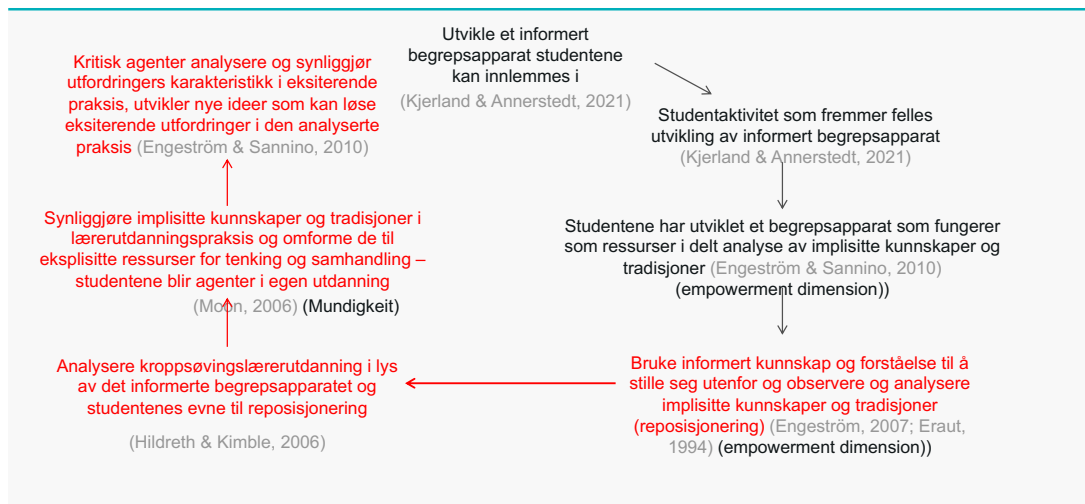 Utvikle et informert
begrepsapparat studentene
kan innlemmes i
(Kjerland & Annerstedt, 2021)
Studentaktivitet som fremmer felles
utvikling av informert begrepsapparat
(Kjerland & Annerstedt, 2021)
Studentene har utviklet et begrepsapparat som fungerer
som ressurser i delt analyse av implisitte kunnskaper og
tradisjoner (Engeström & Sannino, 2010)
(empowerment dimension))
Bruke informert kunnskap og forståelse til å
stille seg utenfor og observere og analysere
implisitte kunnskaper og tradisjoner
(reposisjonering) (Engeström, 2007; Eraut,
1994) (empowerment dimension))
Analysere kroppsøvingslærerutdanning i lys
av det informerte begrepsapparatet og
studentenes evne til reposisjonering
(Hildreth & Kimble, 2006)
Synliggjøre implisitte kunnskaper og tradisjoner i
lærerutdanningspraksis og omforme de til
eksplisitte ressurser for tenking og samhandling –
studentene blir agenter i egen utdanning
(Moon, 2006) (Mundigkeit)
Kritisk agenter analysere og synliggjør
utfordringers karakteristikk i eksiterende
praksis, utvikler nye ideer som kan løse
eksiterende utfordringer i den analyserte
praksis (Engeström & Sannino, 2010)